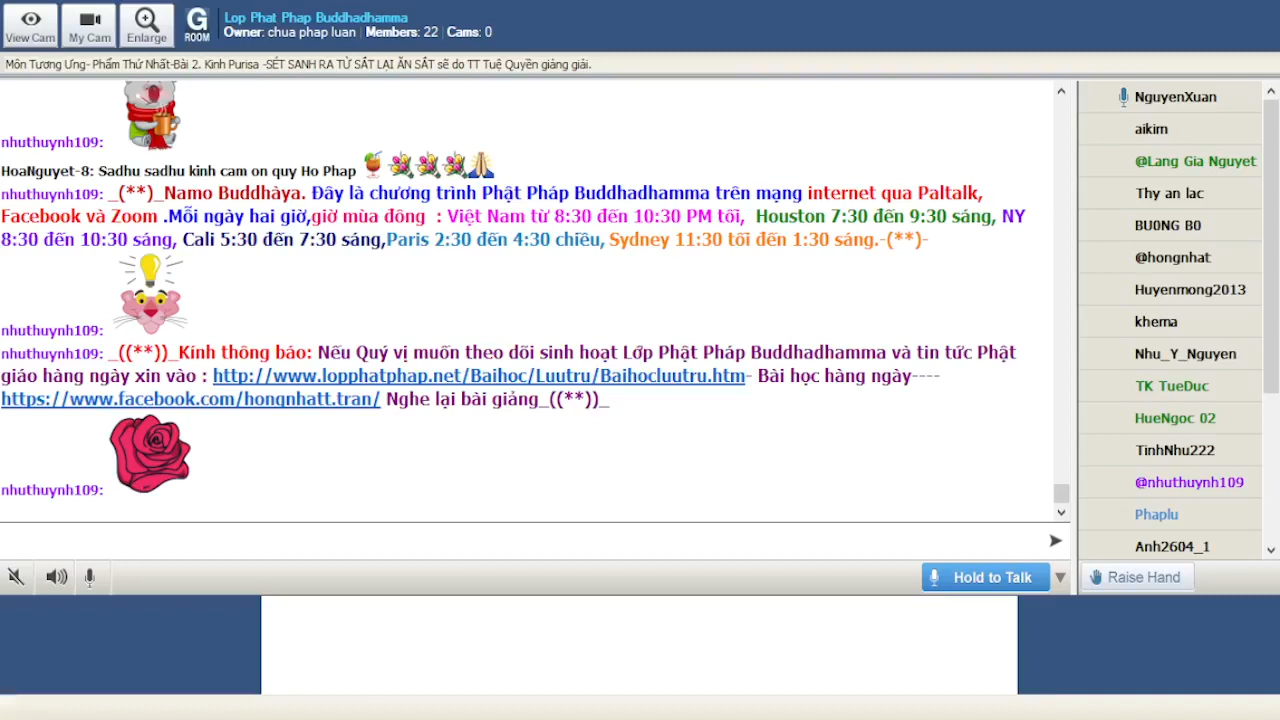 View Cam
My Cam
Enlarge
G
ROOM
Lop Phat Phap Buddhadhamma
Owner: chua phap luan | Members: 22 | Cams: 0
Môn Tương Ưng- Phẩm Thứ Nhất-Bài 2. Kinh Purisa -SÉT SANH RA TỪ SẮT LẠI ĂN SẮT sẽ do TT Tuệ Quyền giảng giải.
nhuthuynh109:
HoaNguyet-8: Sadhu sadhu kinh cam on quy Ho Phap
nhuthuynh109: _(**)_Namo Buddhàya. Đây là chương trình Phật Pháp Buddhadhamma trên mạng internet qua Paltalk,
Facebook và Zoom .Mỗi ngày hai giờ,giờ mùa đông  : Việt Nam từ 8:30 đến 10:30 PM tối,  Houston 7:30 đến 9:30 sáng, NY
8:30 đến 10:30 sáng, Cali 5:30 đến 7:30 sáng,Paris 2:30 đến 4:30 chiều, Sydney 11:30 tối đến 1:30 sáng.-(**)-
nhuthuynh109:
nhuthuynh109: _((**))_Kính thông báo: Nếu Quý vị muốn theo dõi sinh hoạt Lớp Phật Pháp Buddhadhamma và tin tức Phật
giáo hàng ngày xin vào : http://www.lopphatphap.net/Baihoc/Luutru/Baihocluutru.htm- Bài học hàng ngày----
https://www.facebook.com/hongnhatt.tran/ Nghe lại bài giảng_((**))_
nhuthuynh109:
NguyenXuan
aikim
@Lang Gia Nguyet
Thy an lac
BU0NG B0
@hongnhat
Huyenmong2013
khema
Nhu_Y_Nguyen
TK TueDuc
HueNgoc 02
TinhNhu222
@nhuthuynh109
Phaplu
Anh2604_1
Hold to Talk
Raise Hand